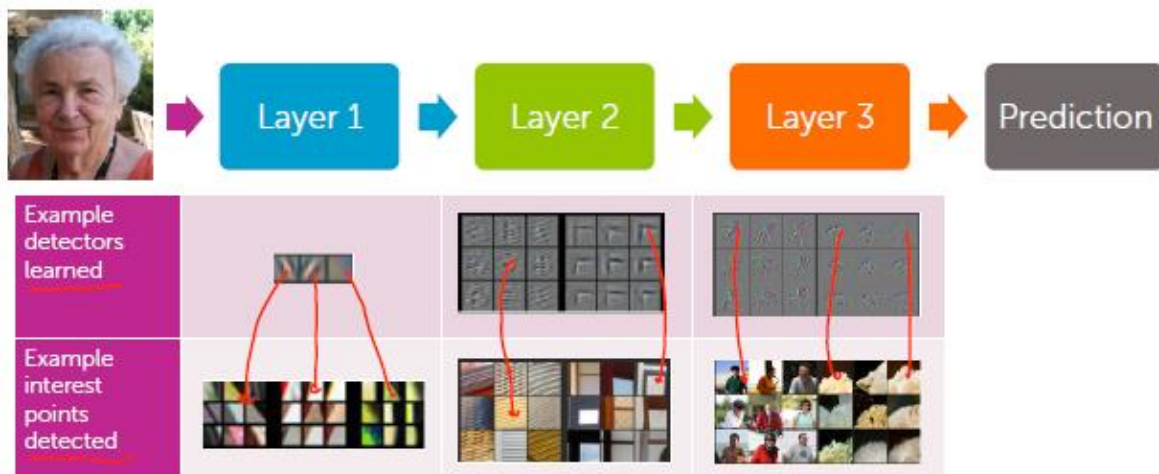 Layer 1
Layer 2
Layer 3
Prediction
Example
detectors
learned
Example
interest
points
detected